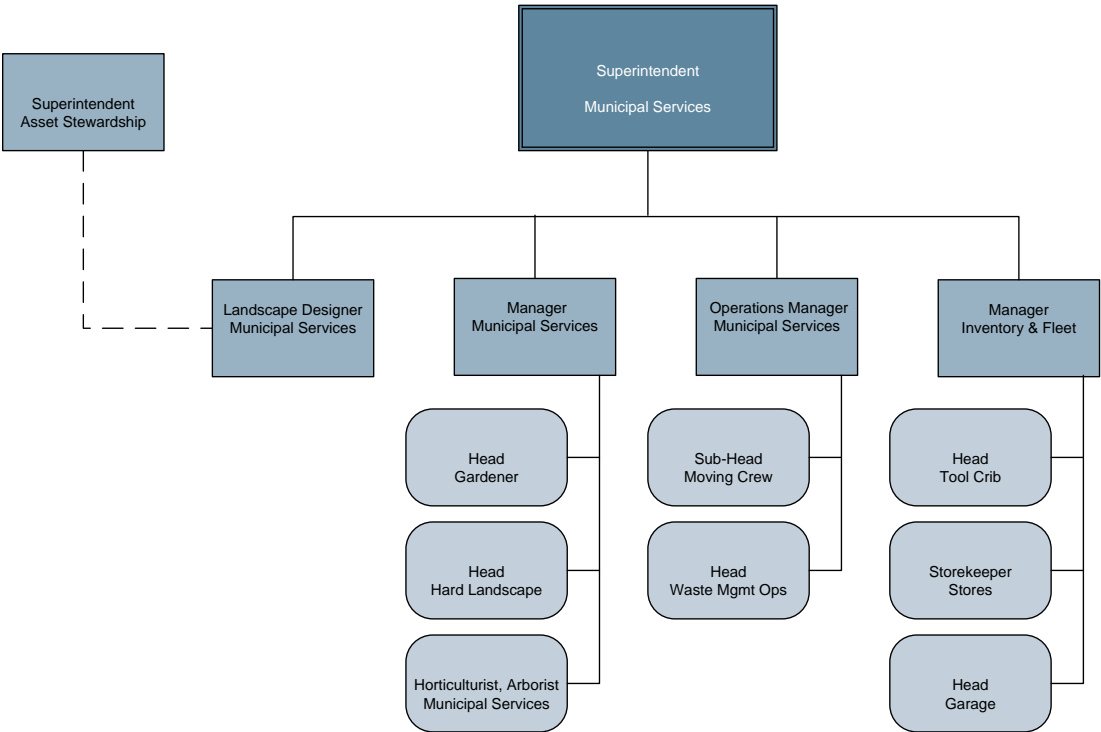 Superintendent
Municipal Services
Superintendent
Asset Stewardship
Landscape Designer
Municipal Services
Manager
Municipal Services
Operations Manager
Municipal Services
Manager
Inventory & Fleet
Head
Gardener
Sub-Head
Moving Crew
Head
Tool Crib
Head
Hard Landscape
Head
Waste Mgmt Ops
Storekeeper
Stores
Horticulturist, Arborist
Municipal Services
Head
Garage